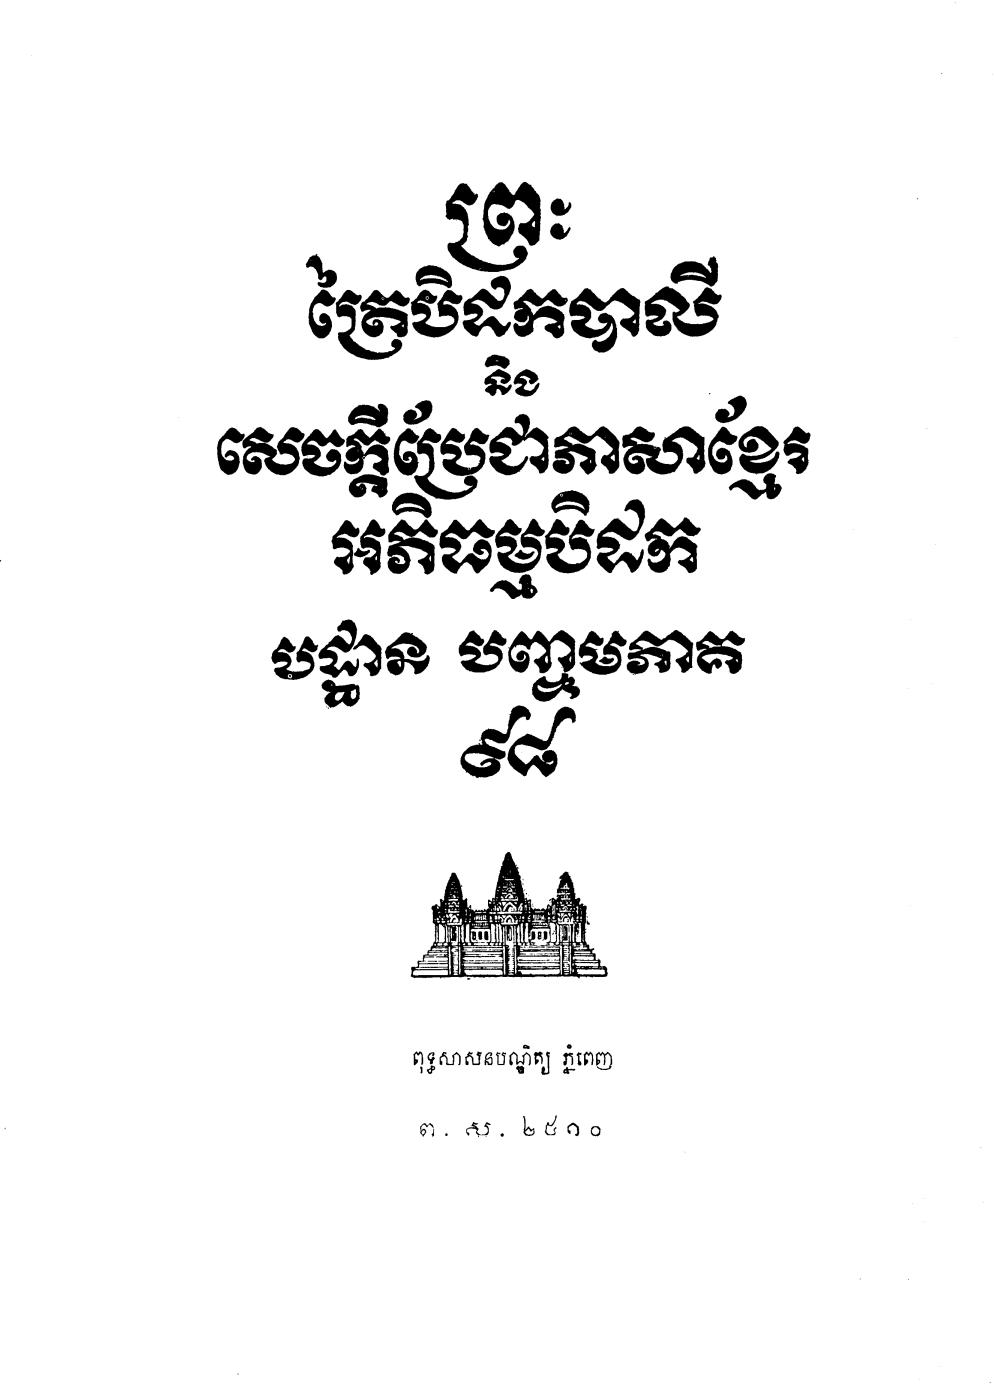 ព្រះ
ត្រៃបិដកបាលី
និង
សេចក្តីប្រែជាភាសាខ្មែរ
អភិធម្មបិដក
បដ្ឋាន បញ្ចមភាគ
៩៨
ពុទ្ធសាសនបណ្ឌិត្យ ភ្នំពេញ
ព . ស . ២៥១០